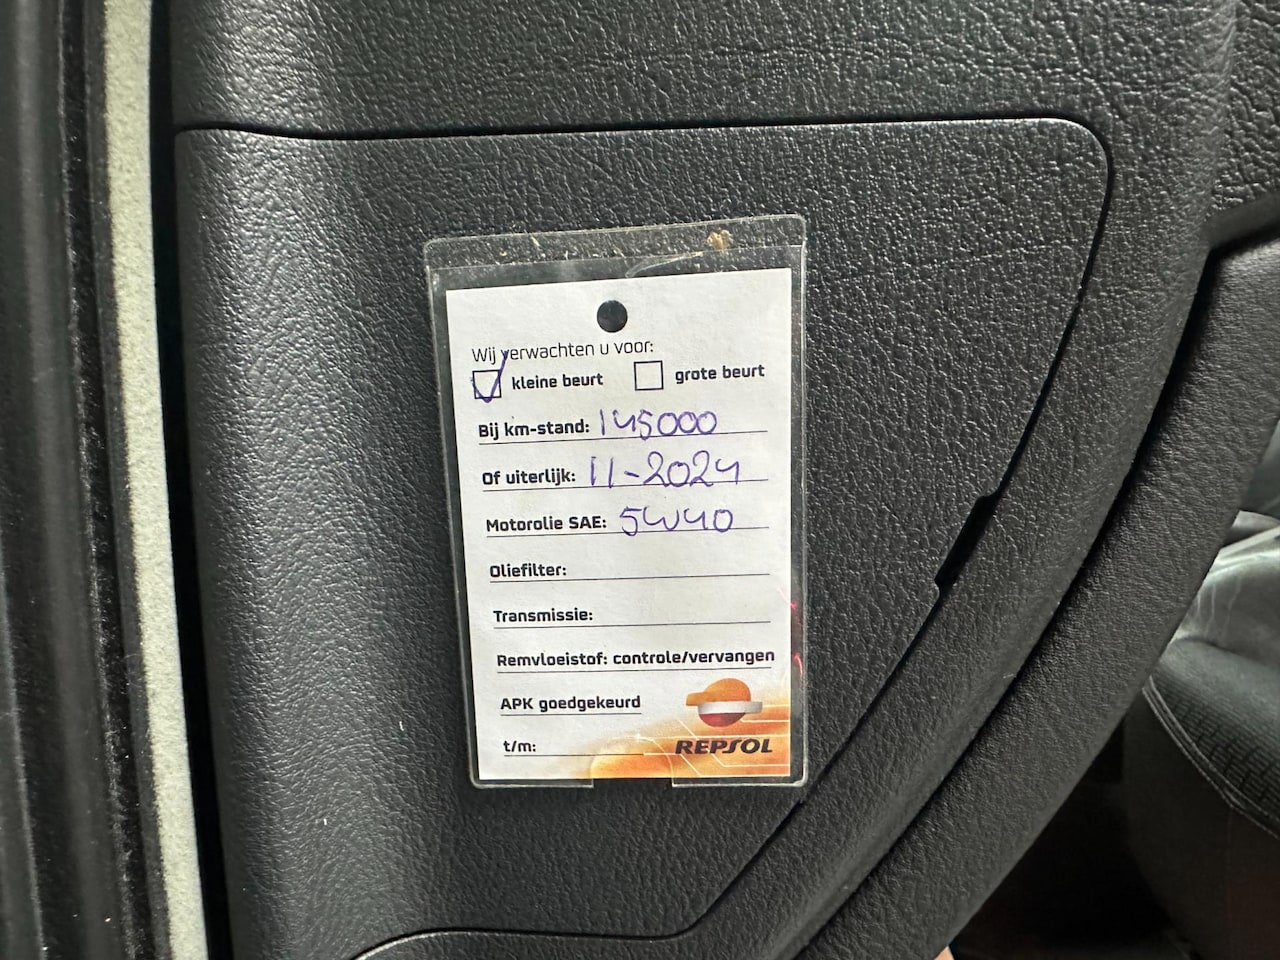 Wij verwachten u voor:
kleine beurt grote beurt
Bij km-stand: 145000
Of uiterlijk: 11-2024
Motorolie SAE: 5W40
Oliefilter:
Transmissie:
Remvloeistof: controle/vervangen
APK goedgekeurd
t/m:
REPSOL